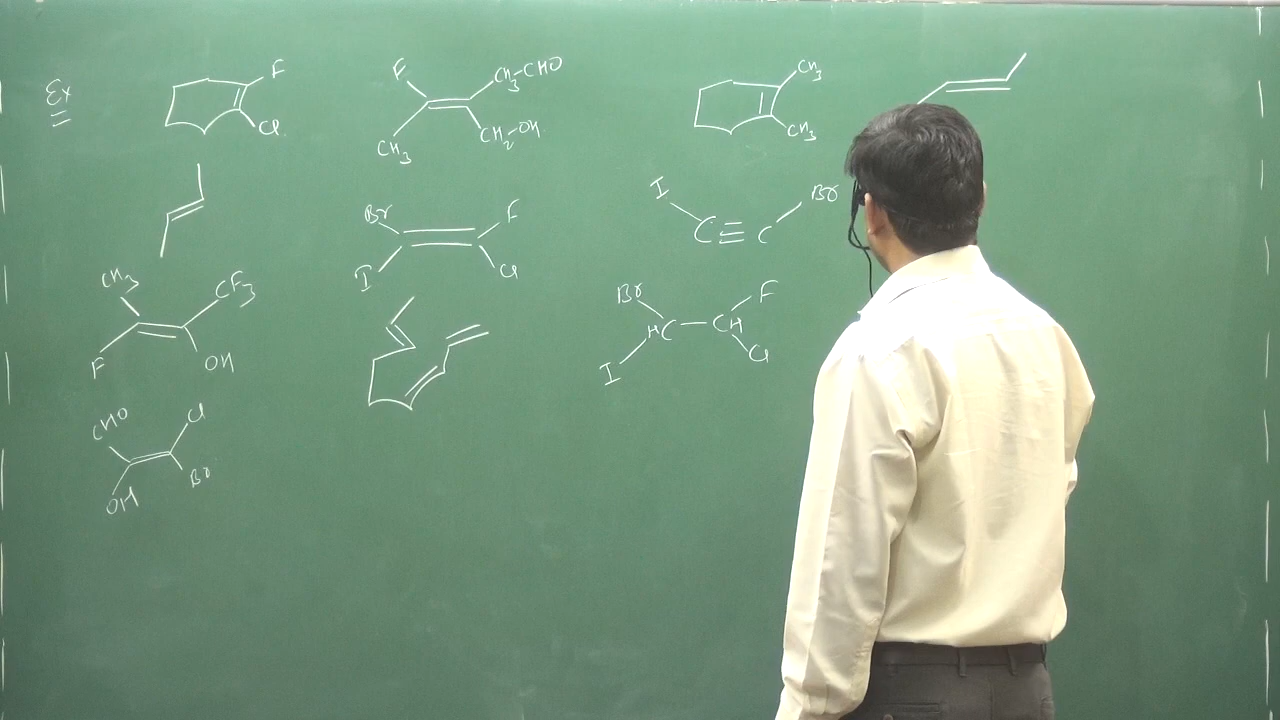 Ex
F
Cl
F
CH3-CHO
CH3
CH2-OH
CH3
CH3
Br
F
I
Cl
I
Br
C≡C
CH3
CF3
F
OH
Br
F
HC-CH
I
Cl
CHO
Cl
OH
Br